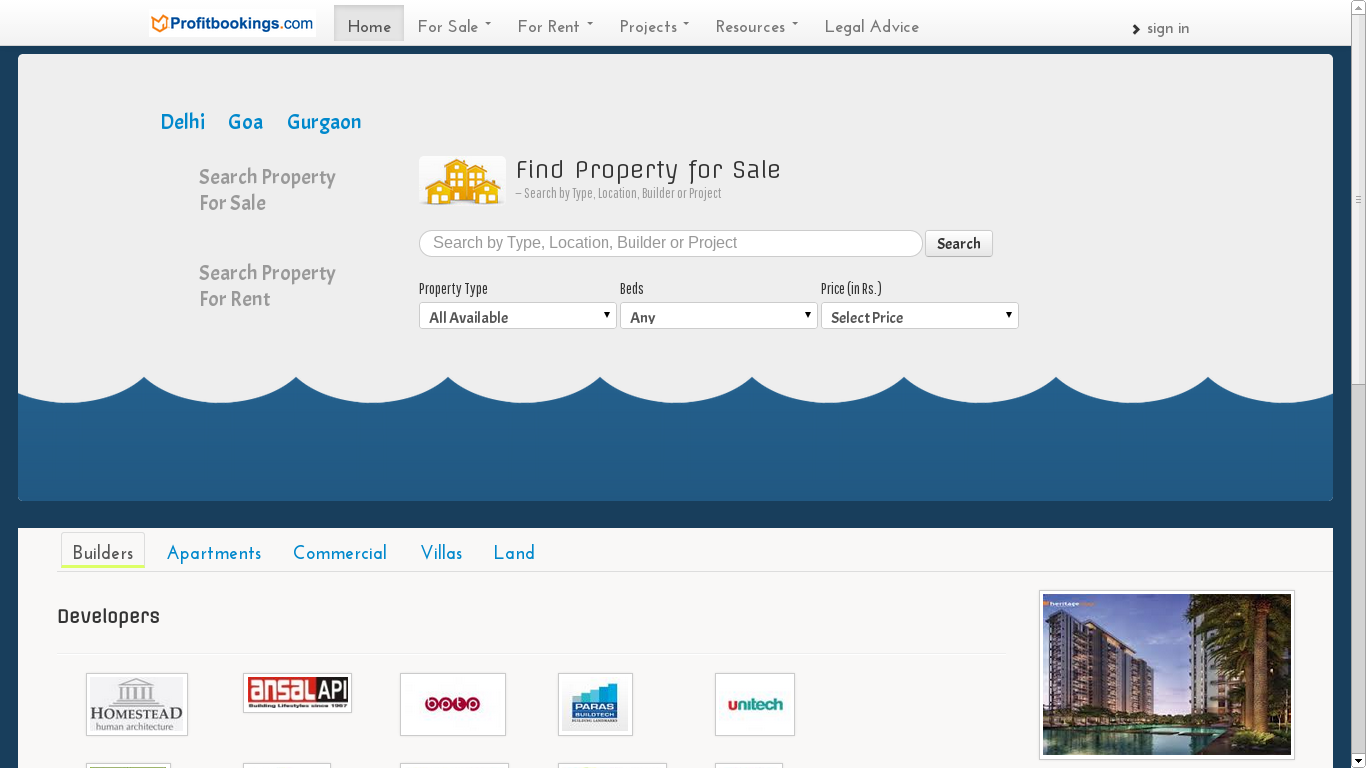 Profitbookings.com
Home For Sale For Rent Projects Resources Legal Advice sign in
Delhi Goa Gurgaon
Search Property
For Sale
Search Property
For Rent
Find Property for Sale
– Search by Type, Location, Builder or Project
Search by Type, Location, Builder or Project Search
Property Type Beds Price (in Rs.)
All Available Any Select Price
Builders Apartments Commercial Villas Land
Developers
HOMESTEAD
human architecture
ANSAL API
Building Lifestyles since 1967
bptp
PARAS
BUILDTECH
BUILDING LANDMARKS
unitech